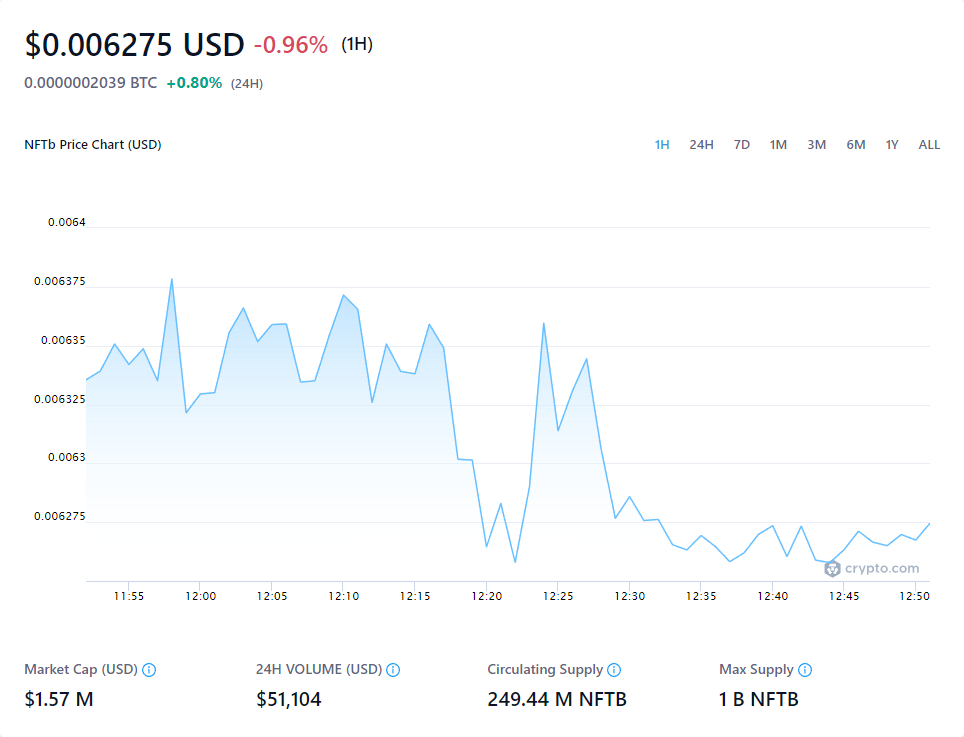 $0.006275 USD -0.96% (1H)
0.0000002039 BTC +0.80% (24H)
NFTb Price Chart (USD) 1H 24H 7D 1M 3M 6M 1Y ALL
0.0064
0.006375
0.00635
0.006325
0.0063
0.006275
crypto.com
11:55 12:00 12:05 12:10 12:15 12:20 12:25 12:30 12:35 12:40 12:45 12:50
Market Cap (USD) 24H VOLUME (USD) Circulating Supply Max Supply
$1.57 M $51,104 249.44 M NFTB 1 B NFTB